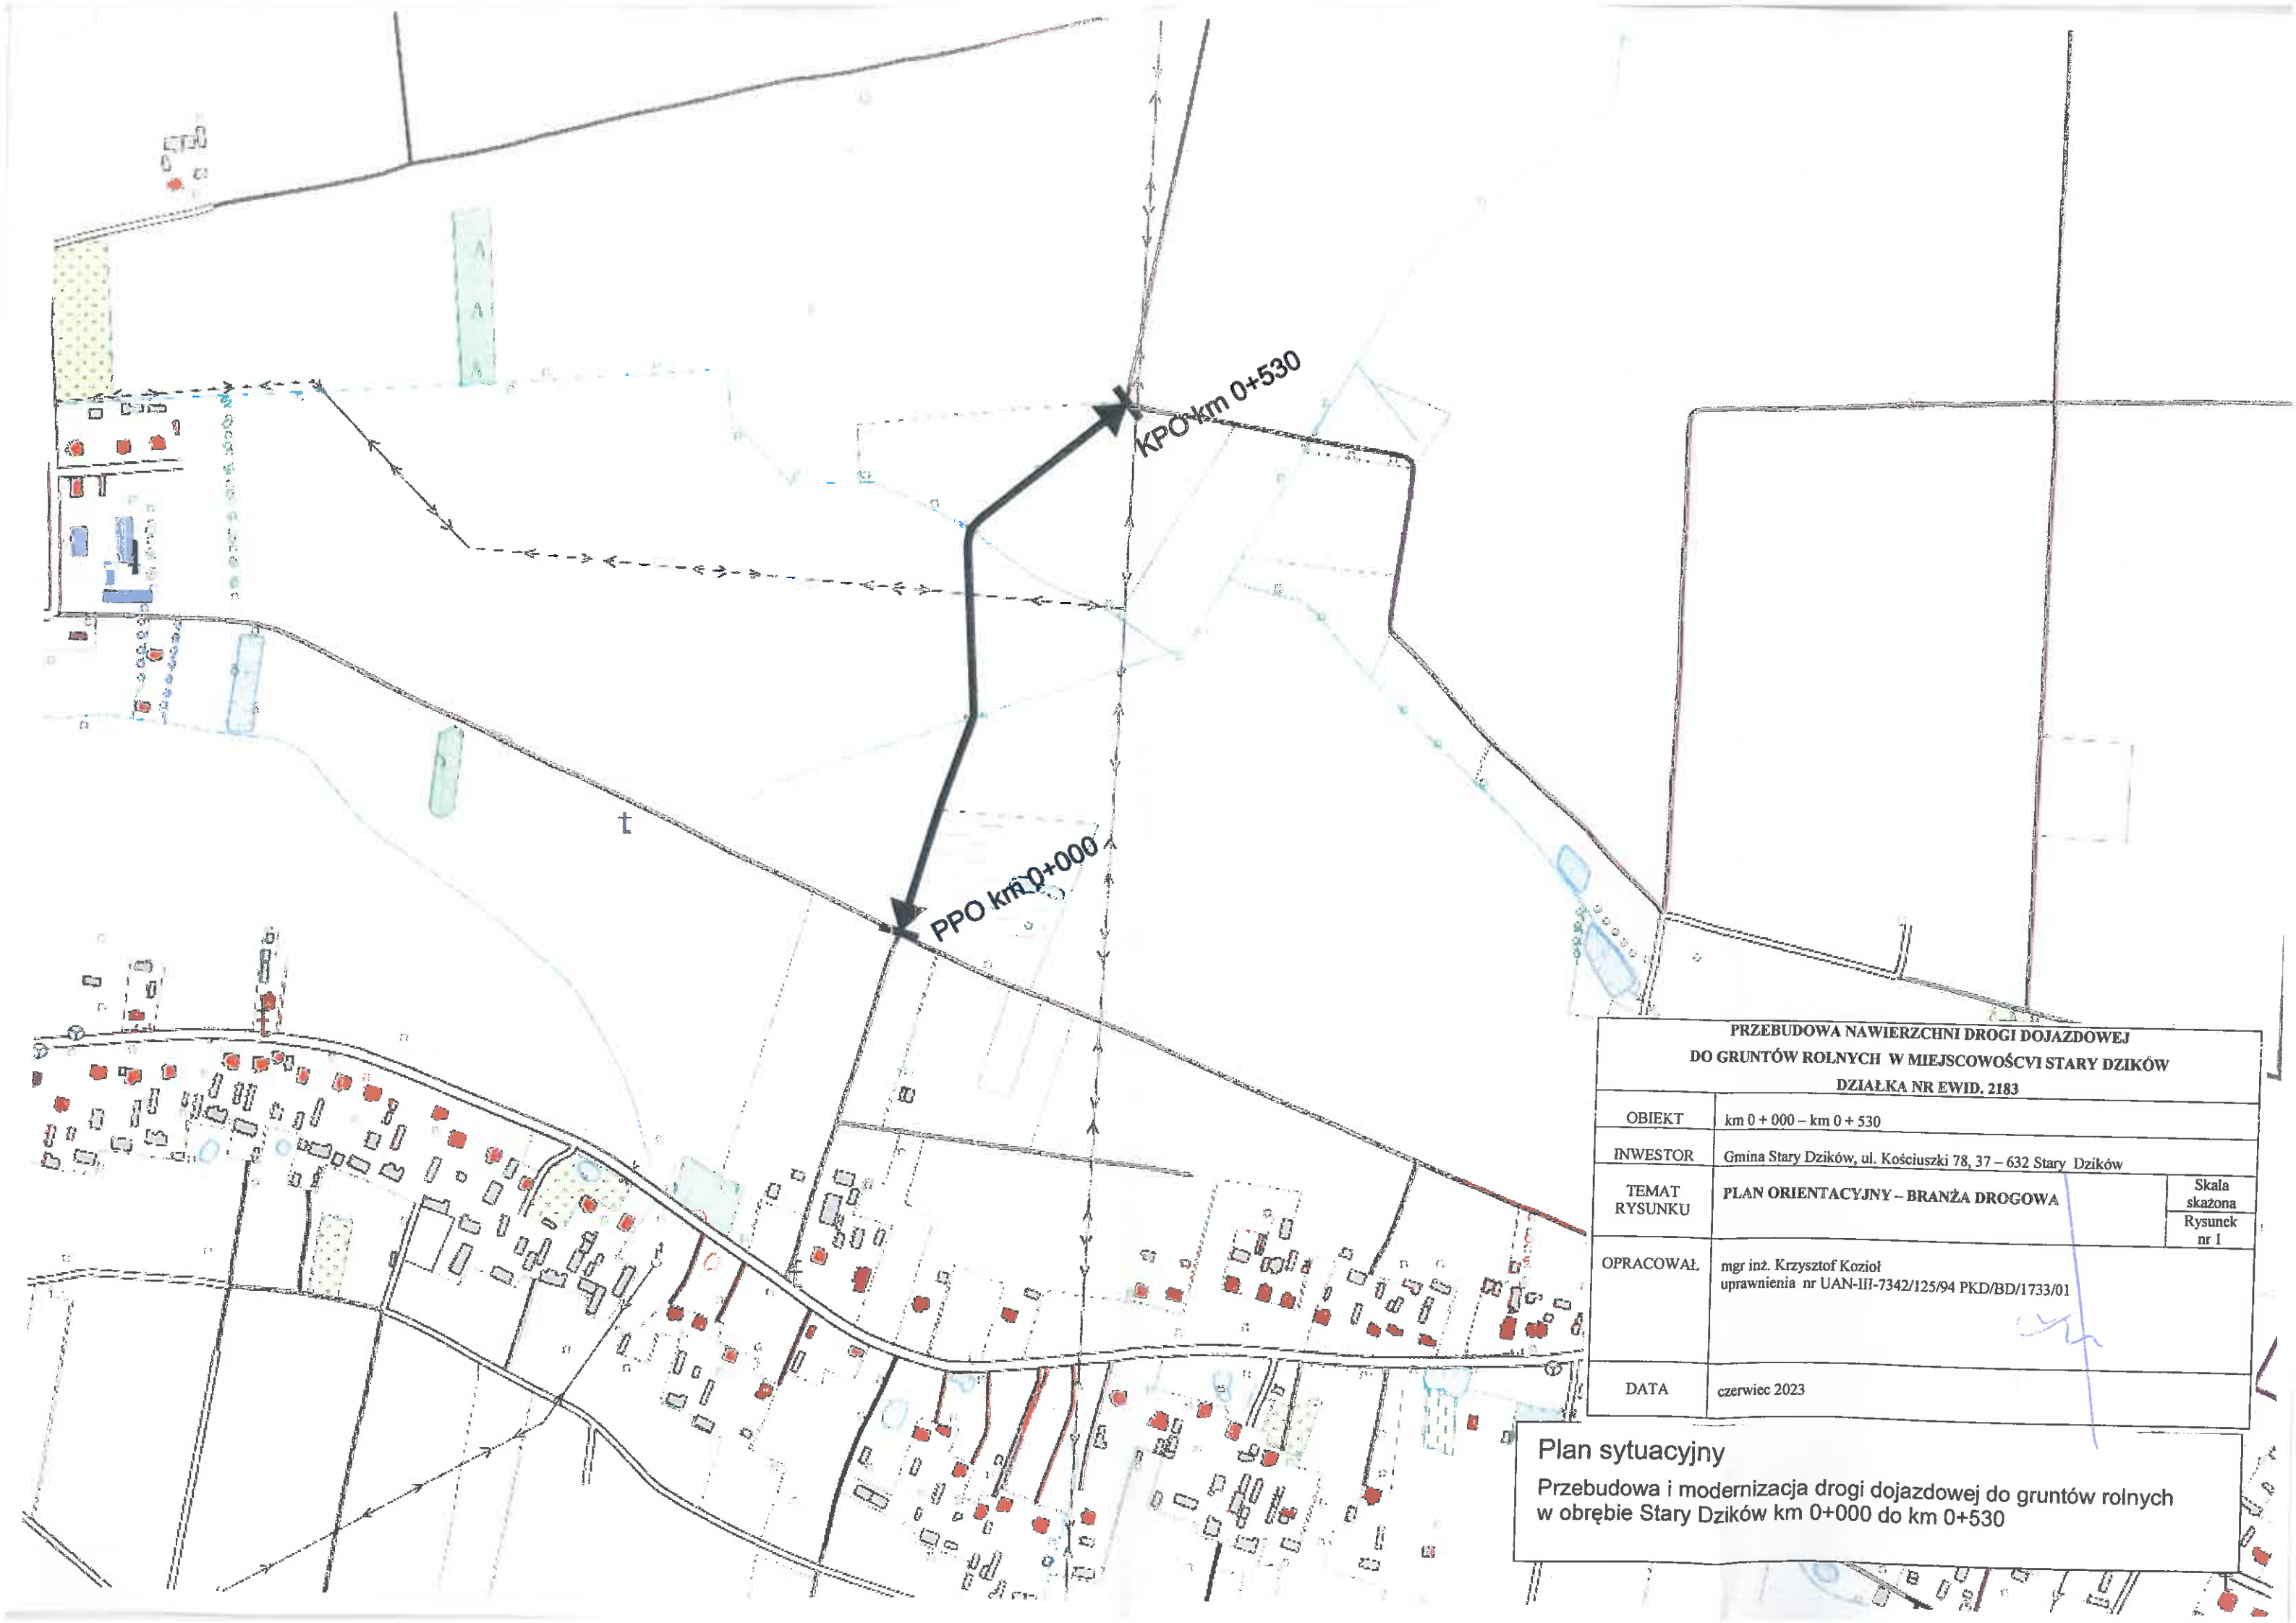 KPO km 0+530
t
PPO km 0+000
PRZEBUDOWA NAWIERZCHNI DROGI DOJAZDOWEJ
DO GRUNTÓW ROLNYCH W MIEJSCOWOŚCVI STARY DZIKÓW
DZIAŁKA NR EWID. 2183
OBIEKT km 0 + 000 – km 0 + 530
INWESTOR Gmina Stary Dzików, ul. Kościuszki 78, 37 – 632 Stary Dzików
TEMAT
RYSUNKU
PLAN ORIENTACYJNY – BRANŻA DROGOWA
Skala
skażona
Rysunek
nr 1
OPRACOWAŁ mgr inż. Krzysztof Kozioł
uprawnienia nr UAN-III-7342/125/94 PKD/BD/1733/01
DATA czerwiec 2023
Plan sytuacyjny
Przebudowa i modernizacja drogi dojazdowej do gruntów rolnych
w obrębie Stary Dzików km 0+000 do km 0+530